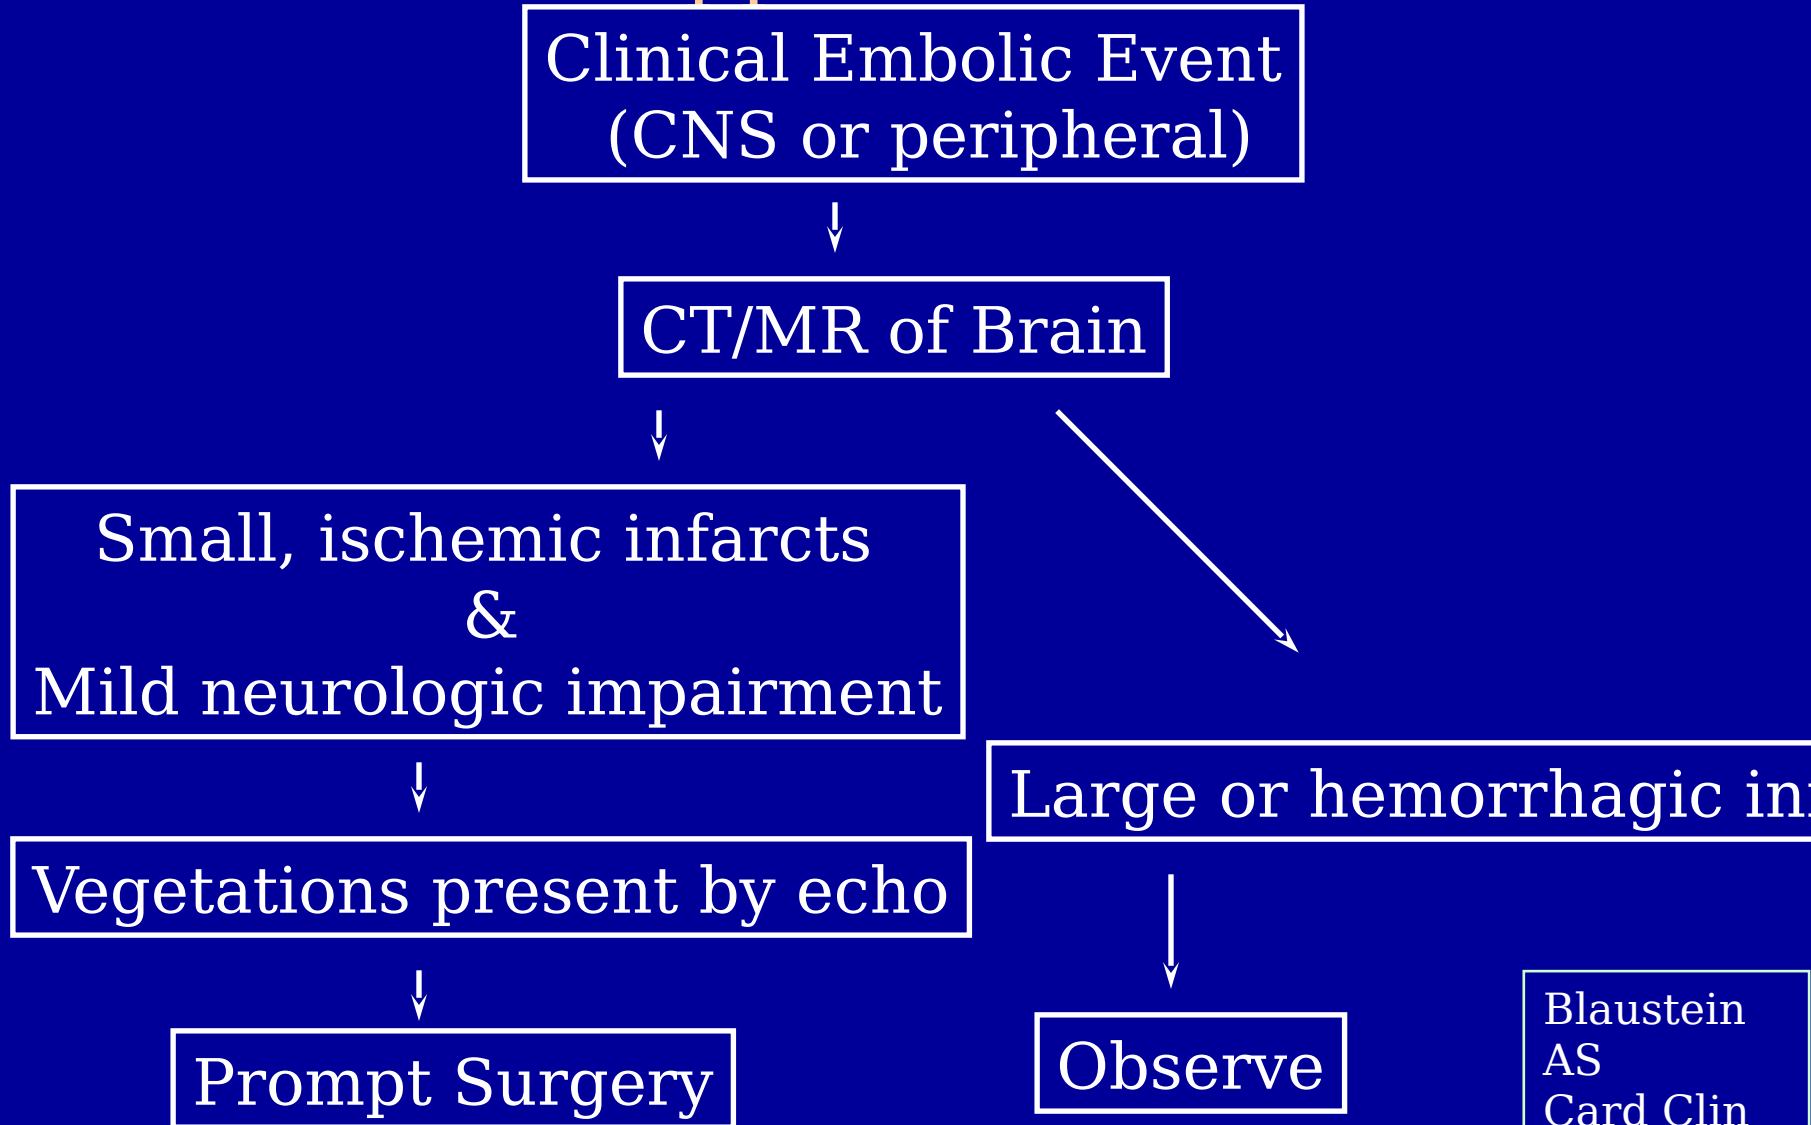 Clinical Embolic Event
(CNS or peripheral)
CT/MR of Brain
Small, ischemic infarcts
&
Mild neurologic impairment
Large or hemorrhagic
Vegetations present by echo
Prompt Surgery
Observe
Blaustein
AS
Card Clin